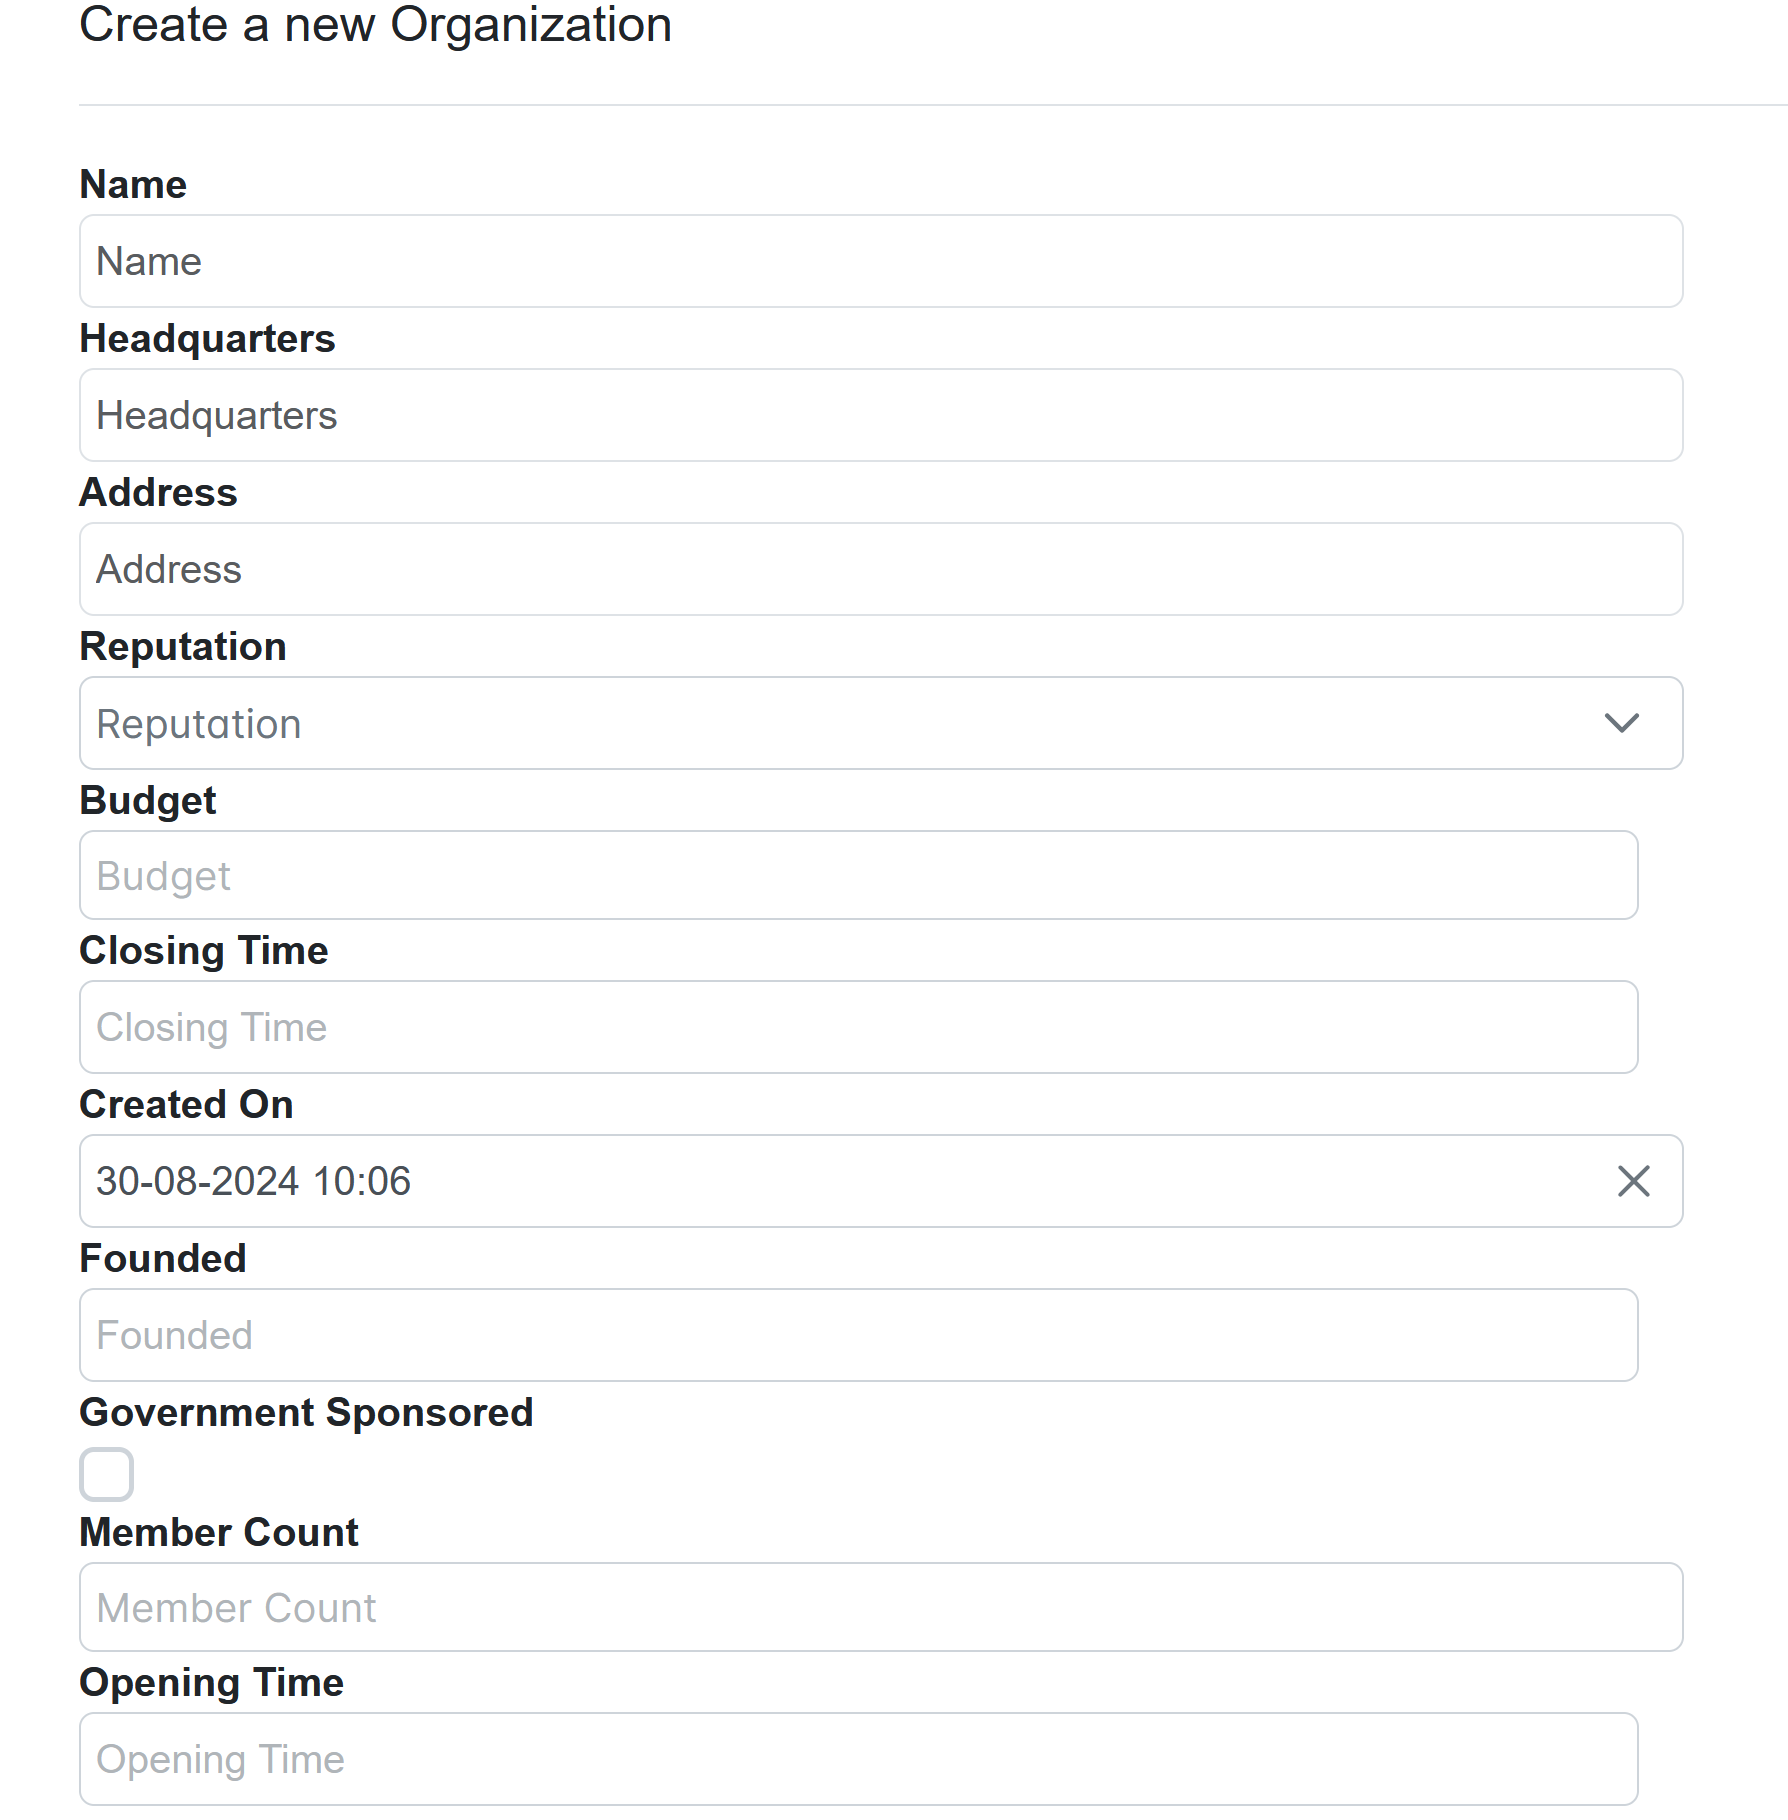 Create a new Organization
Name
Name
Headquarters
Headquarters
Address
Address
Reputation
Reputation
Budget
Budget
Closing Time
Closing Time
Created On
30-08-2024 10:06
Founded
Founded
Government Sponsored
Member Count
Member Count
Opening Time
Opening Time